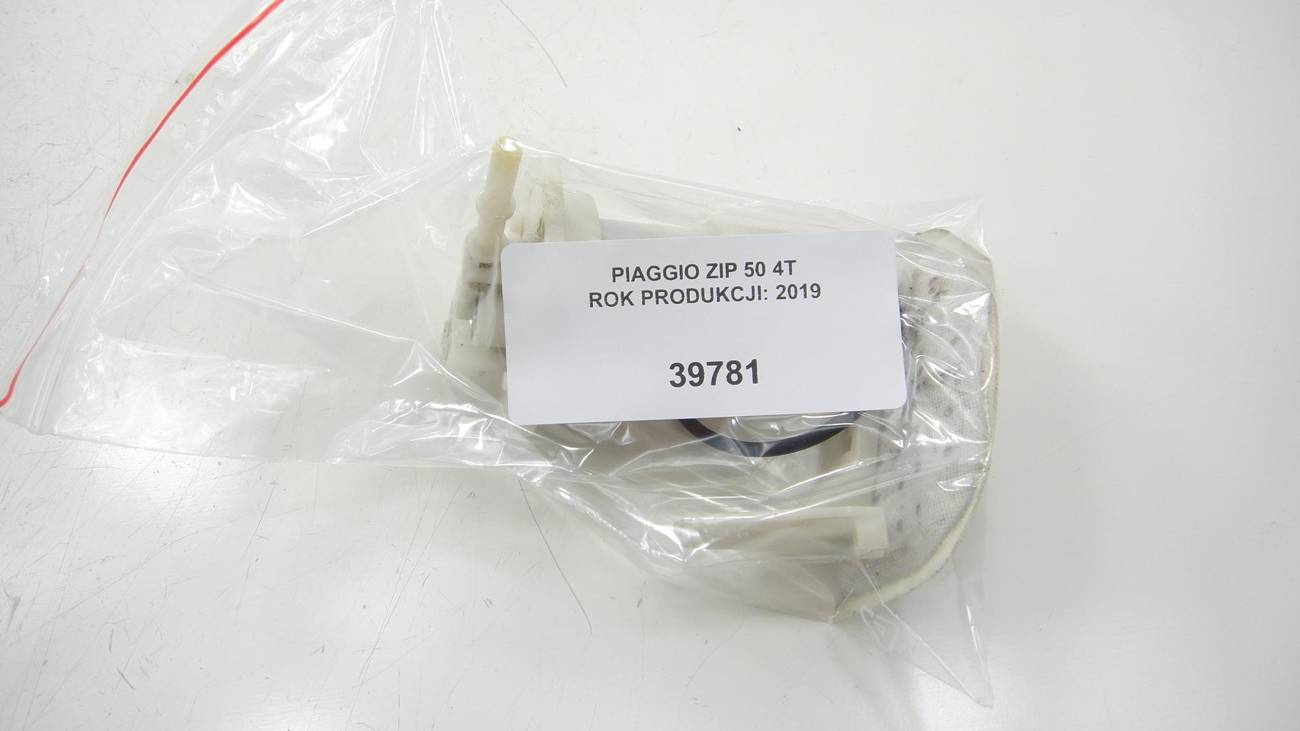 PIAGGIO ZIP 50 4T
ROK PRODUKCJI: 2019
39781